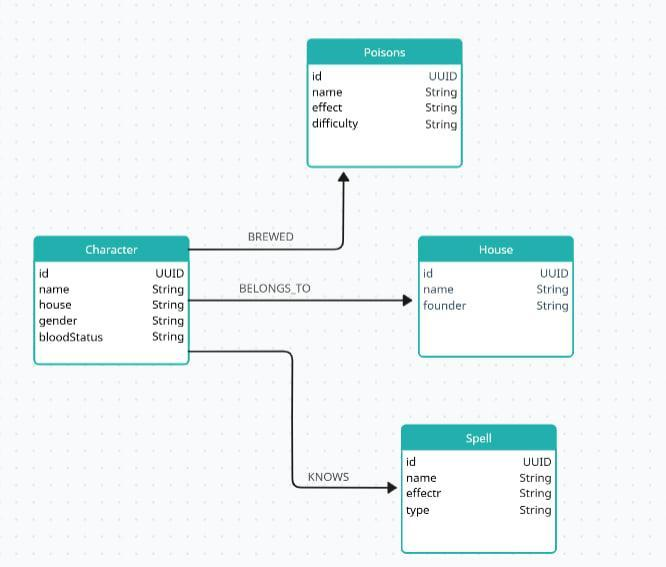 Poisons
id UUID
name String
effect String
difficulty String
BREWED
Character
id UUID
name String
house String
gender String
bloodStatus String
BELONGS_TO
House
id UUID
name String
founder String
KNOWS
Spell
id UUID
name String
effectr String
type String